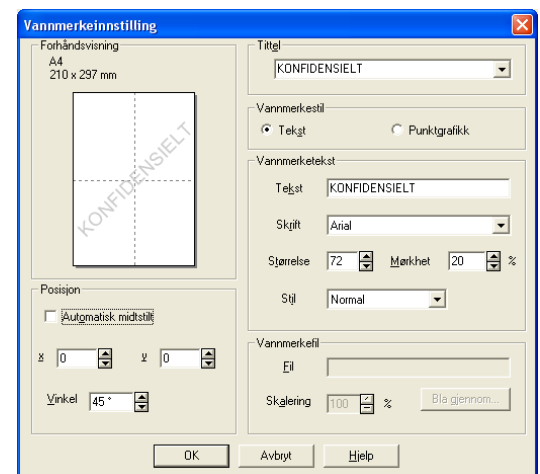 Vannmerkeinnstilling
Forhåndsvisning
A4
210 x 297 mm
KONFIDENSIELT
Posisjon
Automatisk midtstilt
x 0 y 0
Vinkel 45 °
Tittel
KONFIDENSIELT
Vannmerkestil
Tekst Punktgrafikk
Vannmerketekst
Tekst KONFIDENSIELT
Skrift Arial
Størrelse 72 Mørkhet 20 %
Stil Normal
Vannmerkefil
Fil
Skalering 100 % Bla gjennom...
OK Avbryt Hjelp